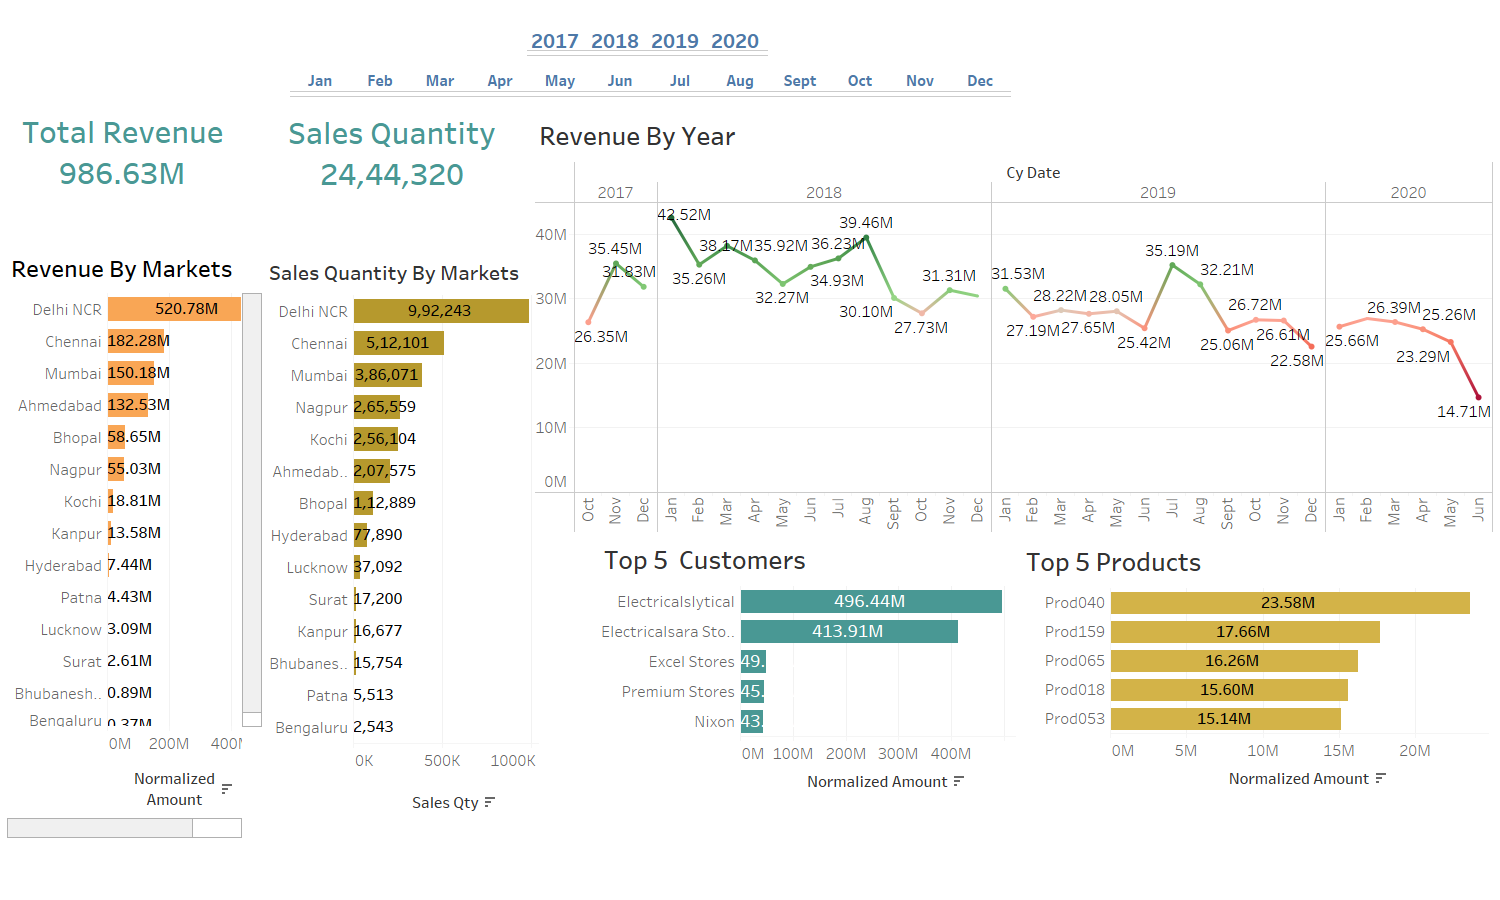 2017 2018 2019 2020
Jan Feb Mar Apr May Jun Jul Aug Sept Oct Nov Dec
Total Revenue
986.63M
Sales Quantity
24,44,320
Revenue By Year
Cy Date
2017 2018 2019 2020
40M
30M
20M
10M
0M
26.35M
35.45M
31.83M
42.52M
35.26M
38.17M
35.92M
32.27M
34.93M
36.23M
39.46M
30.10M
27.73M
31.31M
31.53M
27.19M
28.22M
27.65M
28.05M
25.42M
35.19M
32.21M
25.06M
26.72M
26.61M
22.58M
25.66M
26.39M
23.29M
25.26M
14.71M
Oct Nov Dec Jan Feb Mar Apr May Jun Jul Aug Sept Oct Nov Dec Jan Feb Mar Apr May Jun Jul Aug Sept Oct Nov Dec Jan Feb Mar Apr May Jun
Revenue By Markets
Delhi NCR 520.78M
Chennai 182.28M
Mumbai 150.18M
Ahmedabad 132.53M
Bhopal 58.65M
Nagpur 55.03M
Kochi 18.81M
Kanpur 13.58M
Hyderabad 7.44M
Patna 4.43M
Lucknow 3.09M
Surat 2.61M
Bhubanesh.. 0.89M
Bengaluru 0.37M
0M 200M 400M
Normalized
Amount
Sales Quantity By Markets
Delhi NCR 9,92,243
Chennai 5,12,101
Mumbai 3,86,071
Nagpur 2,65,559
Kochi 2,56,104
Ahmedab.. 2,07,575
Bhopal 1,12,889
Hyderabad 77,890
Lucknow 37,092
Surat 17,200
Kanpur 16,677
Bhubanes.. 15,754
Patna 5,513
Bengaluru 2,543
0K 500K 1000K
Sales Qty
Top 5 Customers
Electricalslytical 496.44M
Electricalsara Sto.. 413.91M
Excel Stores 49.
Premium Stores 45.
Nixon 43.
0M 100M 200M 300M 400M
Normalized Amount
Top 5 Products
Prod040 23.58M
Prod159 17.66M
Prod065 16.26M
Prod018 15.60M
Prod053 15.14M
0M 5M 10M 15M 20M
Normalized Amount